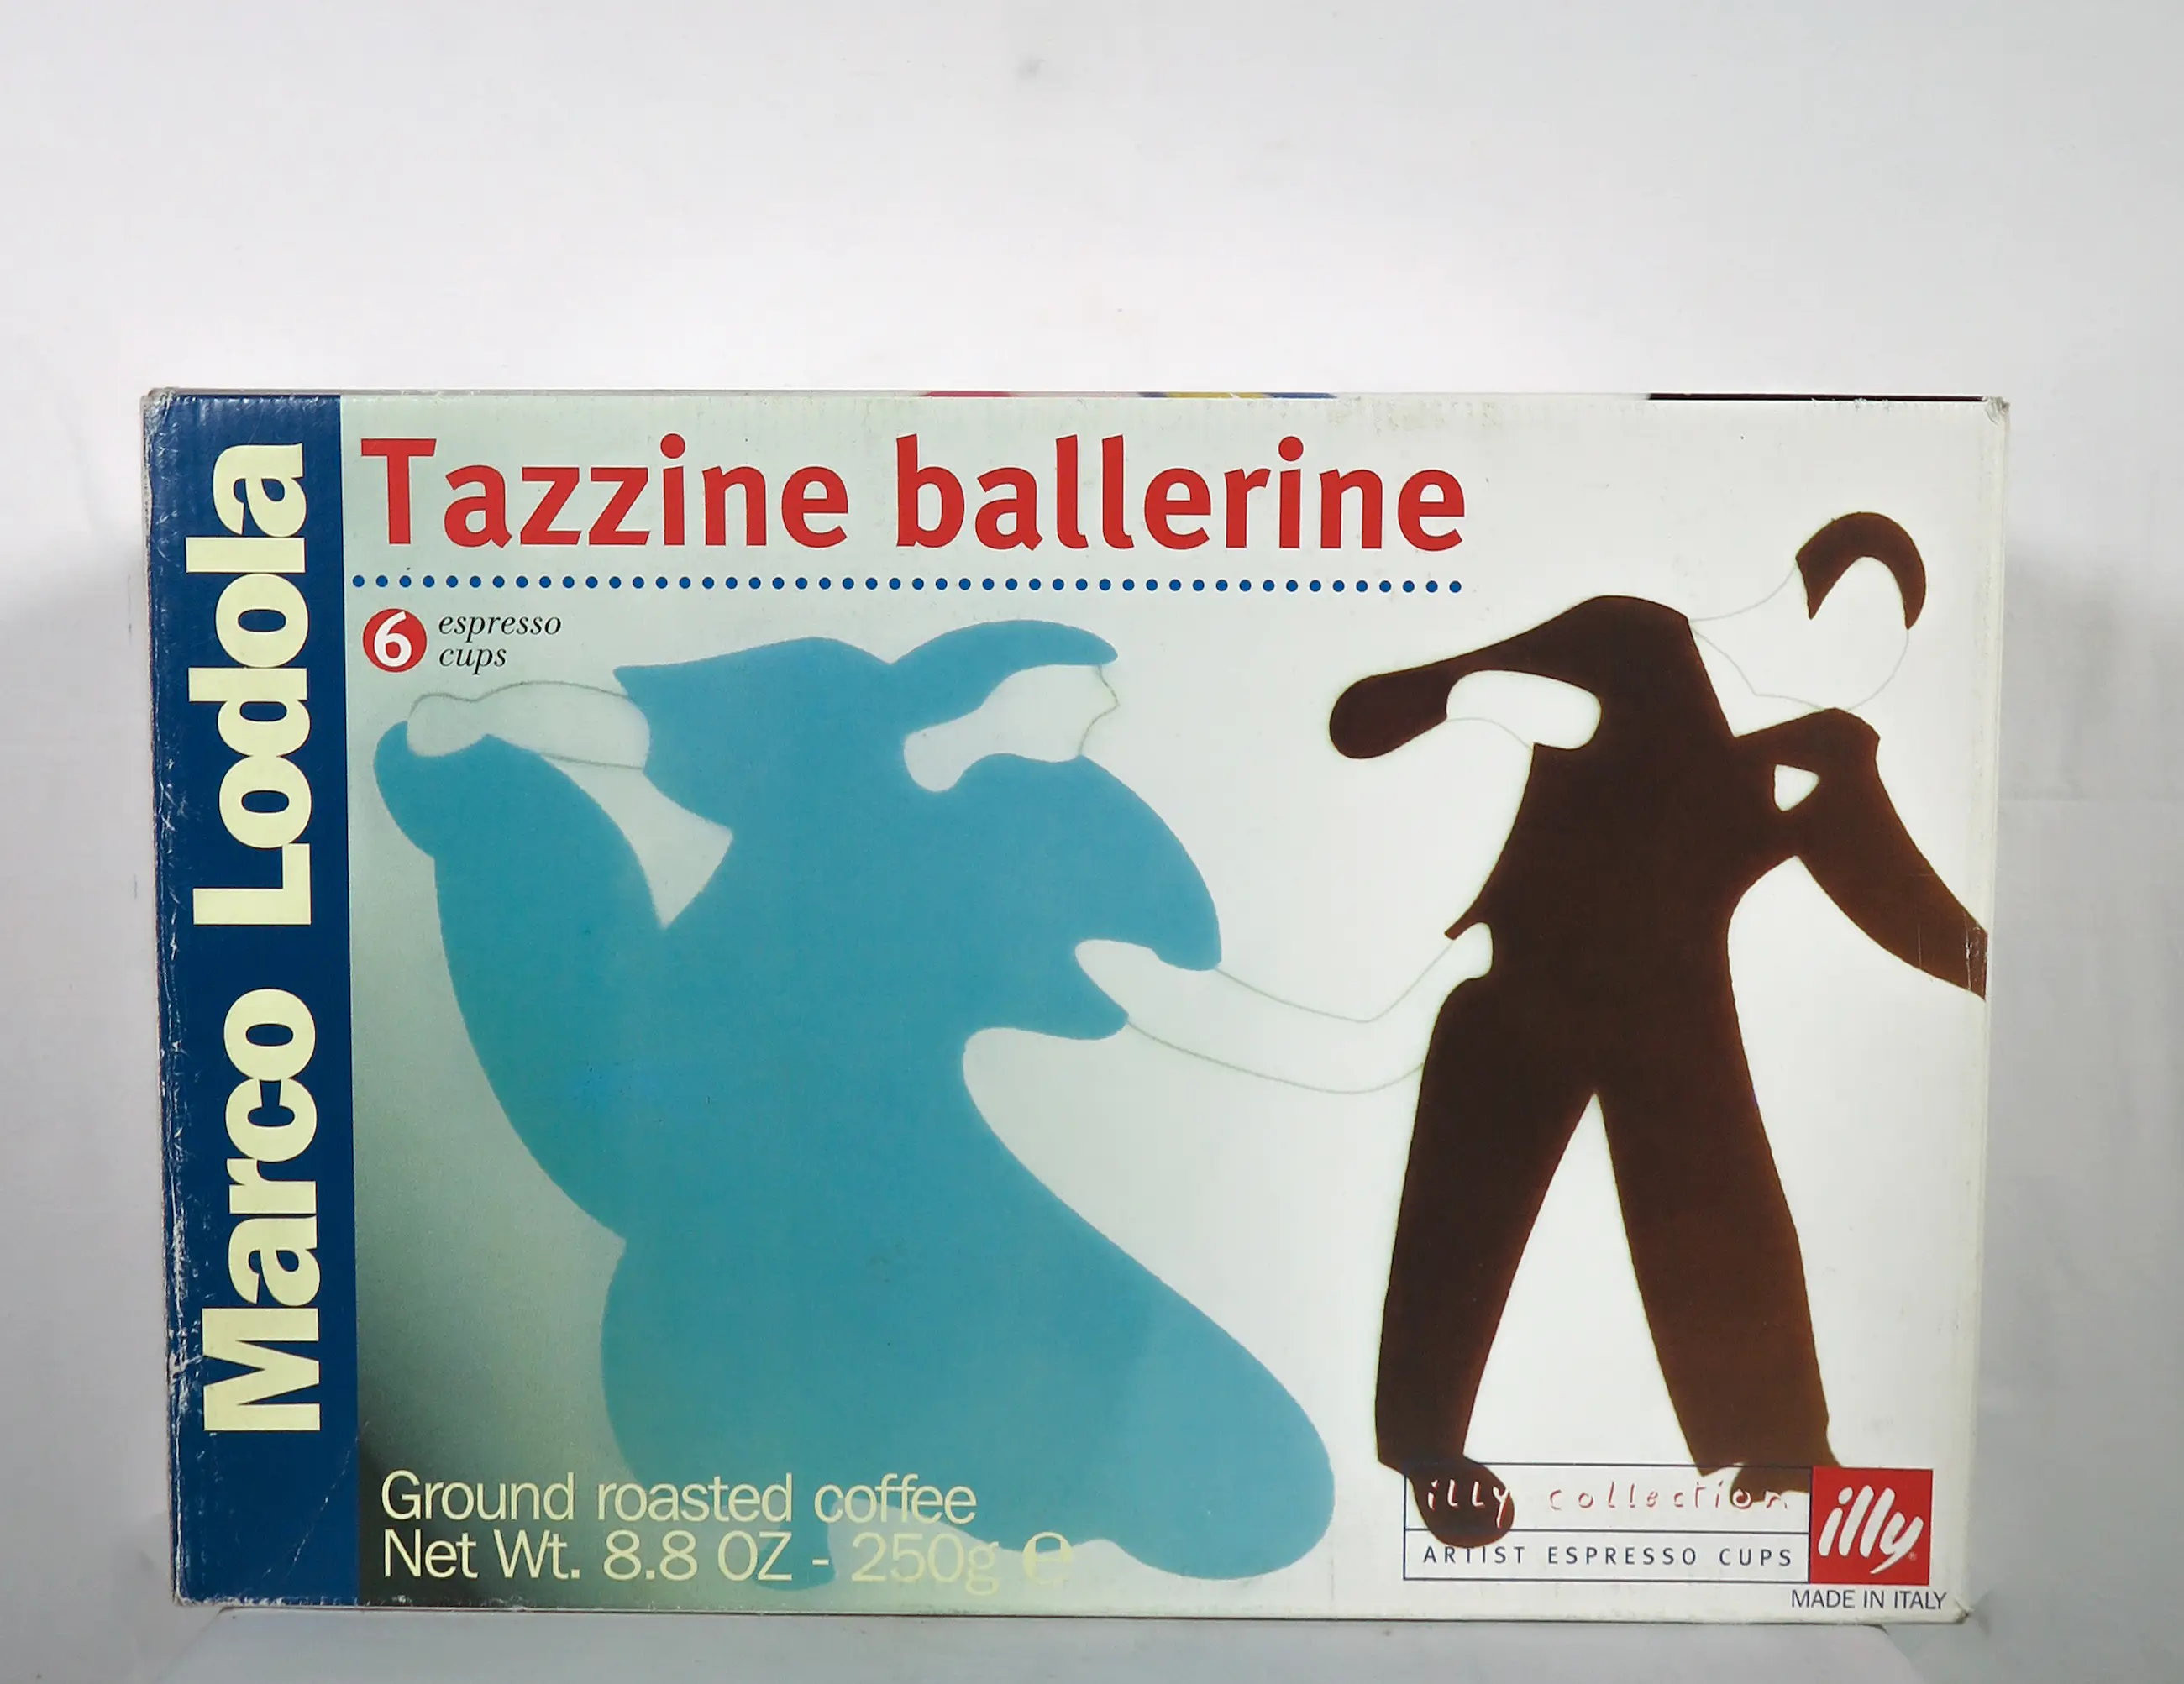 Marco Lodola
Tazzine ballerine
6 espresso
cups
Ground roasted coffee
Net Wt. 8.8 OZ - 250g ℮
illy collection
ARTIST ESPRESSO CUPS
illy
MADE IN ITALY